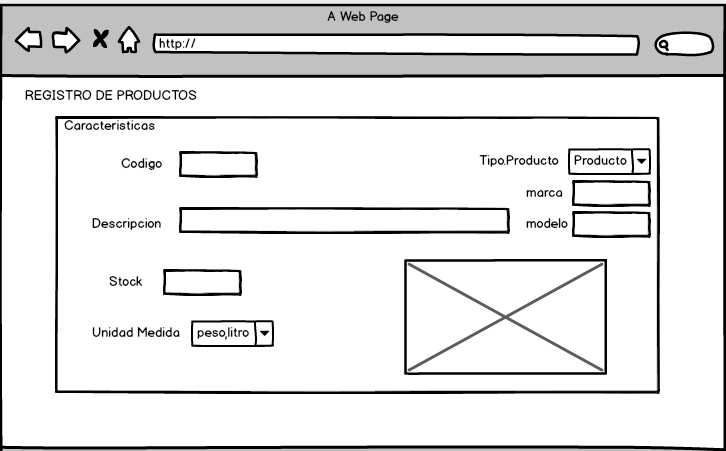 A Web Page
http://
REGISTRO DE PRODUCTOS
Caracteristicas
Codigo
Tipo.Producto Producto
marca
Descripcion
modelo
Stock
Unidad Medida peso,litro